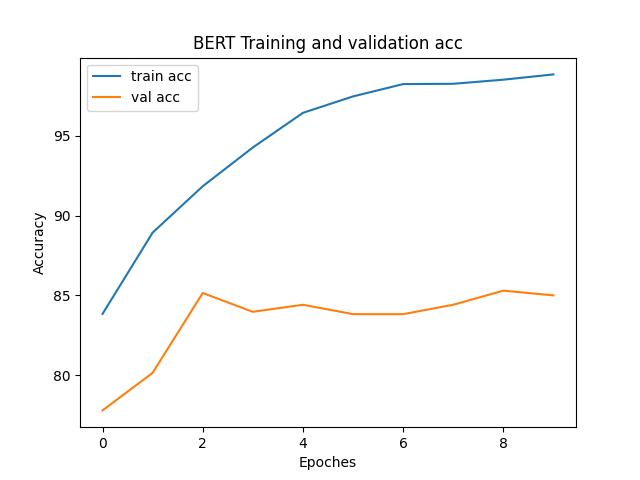 BERT Training and validation acc
train acc
val acc
95
90
85
80
Accuracy
0 2 4 6 8
Epoches